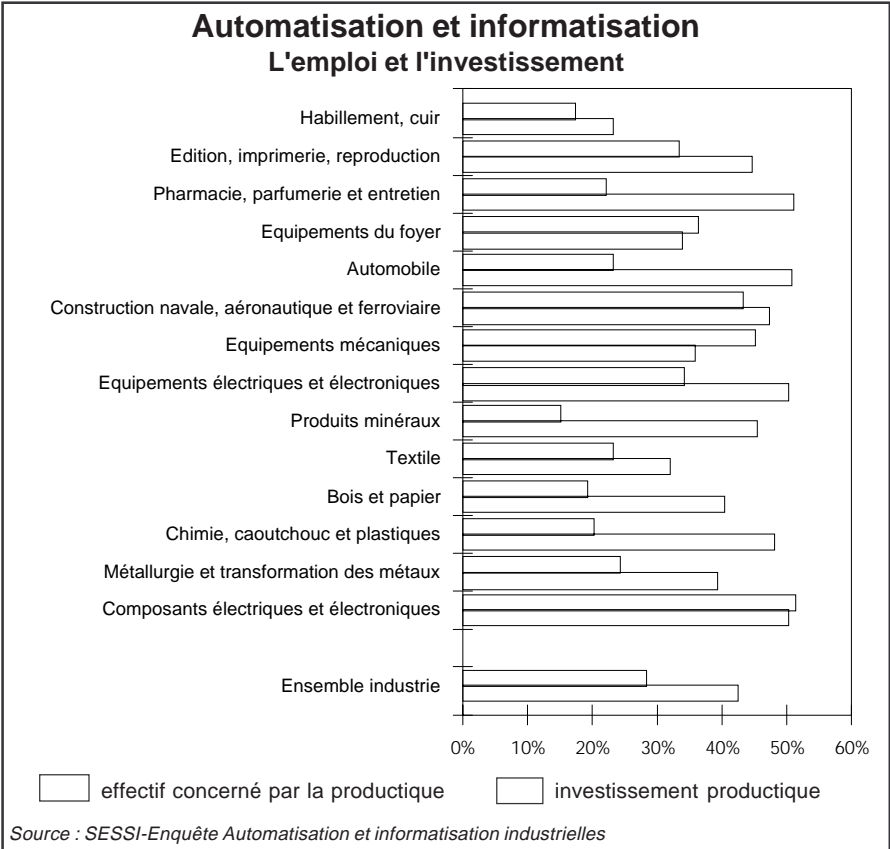 Automatisation et informatisation
L'emploi et l'investissement
Habillement, cuir
Edition, imprimerie, reproduction
Pharmacie, parfumerie et entretien
Equipements du foyer
Automobile
Construction navale, aéronautique et ferroviaire
Equipements mécaniques
Equipements électriques et électroniques
Produits minéraux
Textile
Bois et papier
Chimie, caoutchouc et plastiques
Métallurgie et transformation des métaux
Composants électriques et électroniques
Ensemble industrie
0% 10% 20% 30% 40% 50% 60%
effectif concerné par la productique investissement productique
Source : SESSI-Enquête Automatisation et informatisation industrielles